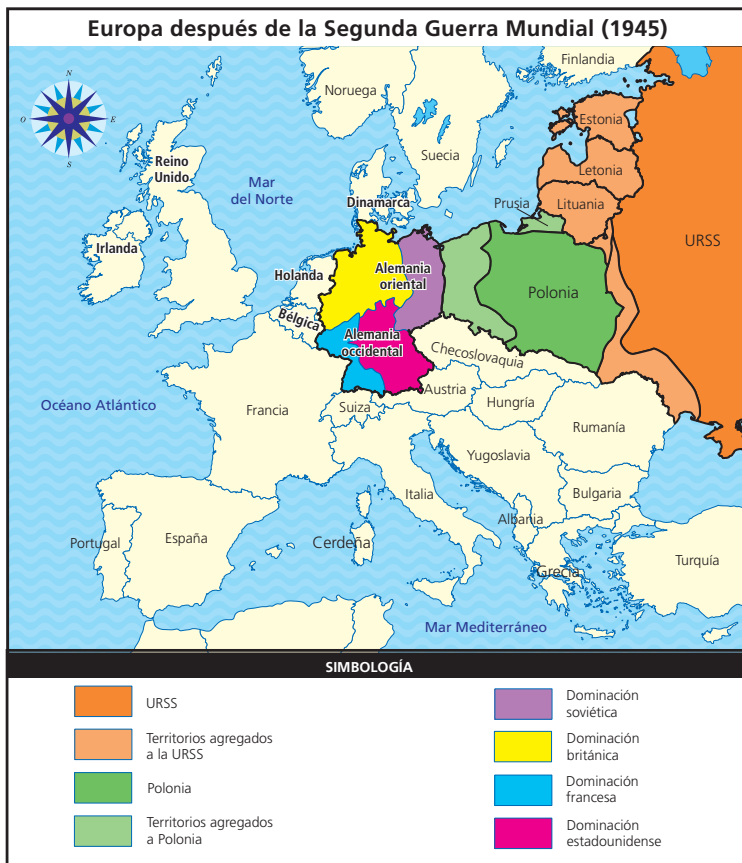 Europa después de la Segunda Guerra Mundial (1945)
Finlandia
Noruega
N
O
E
S
Estonia
Suecia
Reino
Unido
Letonia
Mar
del Norte
Dinamarca
Prusia
Lituania
Irlanda
URSS
Holanda
Alemania
oriental
Polonia
Bélgica
Alemania
occidental
Checoslovaquia
Océano Atlántico
Francia
Suiza
Austria
Hungría
Rumanía
Yugoslavia
Italia
Bulgaria
Albania
Portugal
España
Cerdeña
Grecia
Turquía
Mar Mediterráneo
SIMBOLOGÍA
URSS
Territorios agregados
a la URSS
Polonia
Territorios agregados
a Polonia
Dominación
soviética
Dominación
británica
Dominación
francesa
Dominación
estadounidense